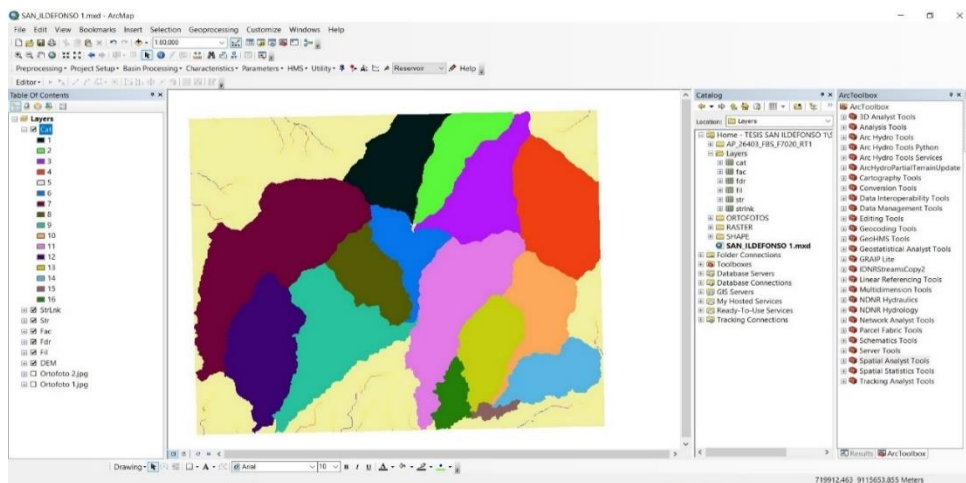 SAN_ILDEFONSO 1.mxd - ArcMap
File Edit View Bookmarks Insert Selection Geoprocessing Customize Windows Help
1:80,000
Preprocessing Project Setup Basin Processing Characteristics Parameters HMS Utility Reservoir Help
Editor
Table Of Contents
Layers
Cat
1
2
3
4
5
6
7
8
9
10
11
12
13
14
15
16
StrLnk
Str
Fac
Fdr
Fil
DEM
Ortofoto 2.jpg
Ortofoto 1.jpg
Catalog
Location: Layers
Home - TESIS SAN ILDEFONSO 1\S
AP_26403_FBS_F7020_RT1
Layers
cat
fac
fdr
fil
str
strlnk
ORTOFOTOS
RASTER
SHAPE
SAN_ILDEFONSO 1.mxd
Folder Connections
Toolboxes
Database Servers
Database Connections
GIS Servers
My Hosted Services
Ready-To-Use Services
Tracking Connections
ArcToolbox
ArcToolbox
3D Analyst Tools
Analysis Tools
Arc Hydro Tools
Arc Hydro Tools Python
Arc Hydro Tools Services
ArcHydroPartialTerrainUpdate
Cartography Tools
Conversion Tools
Data Interoperability Tools
Data Management Tools
Editing Tools
Geocoding Tools
GeoHMS Tools
Geostatistical Analyst Tools
GRAIP Lite
IDNRStreamsCopy2
Linear Referencing Tools
Multidimension Tools
NDNR Hydraulics
NDNR Hydrology
Network Analyst Tools
Parcel Fabric Tools
Schematics Tools
Server Tools
Spatial Analyst Tools
Spatial Statistics Tools
Tracking Analyst Tools
Results ArcToolbox
Drawing A Arial 10 B I U A
719912.463 9115653.855 Meters